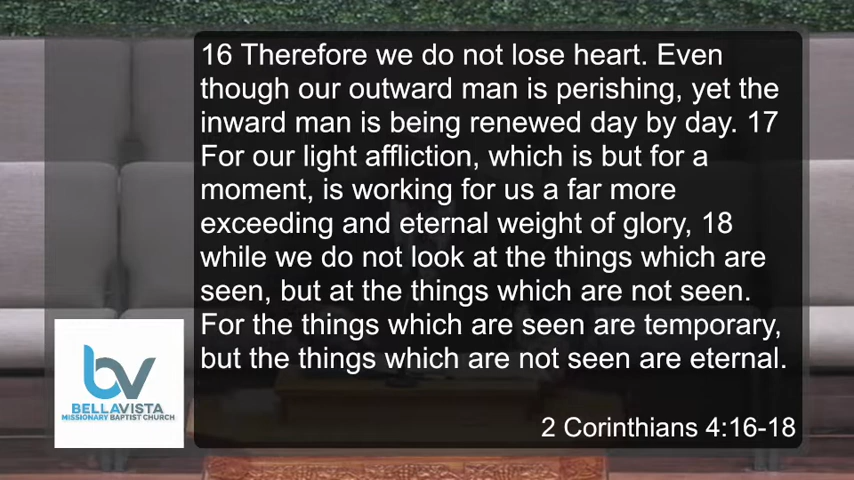 16 Therefore we do not lose heart. Even
though our outward man is perishing, yet the
inward man is being renewed day by day. 17
For our light affliction, which is but for a
moment, is working for us a far more
exceeding and eternal weight of glory, 18
while we do not look at the things which are
seen, but at the things which are not seen.
For the things which are seen are temporary,
but the things which are not seen are eternal.
2 Corinthians 4:16-18
bv
BELLAVISTA
MISSIONARY BAPTIST CHURCH